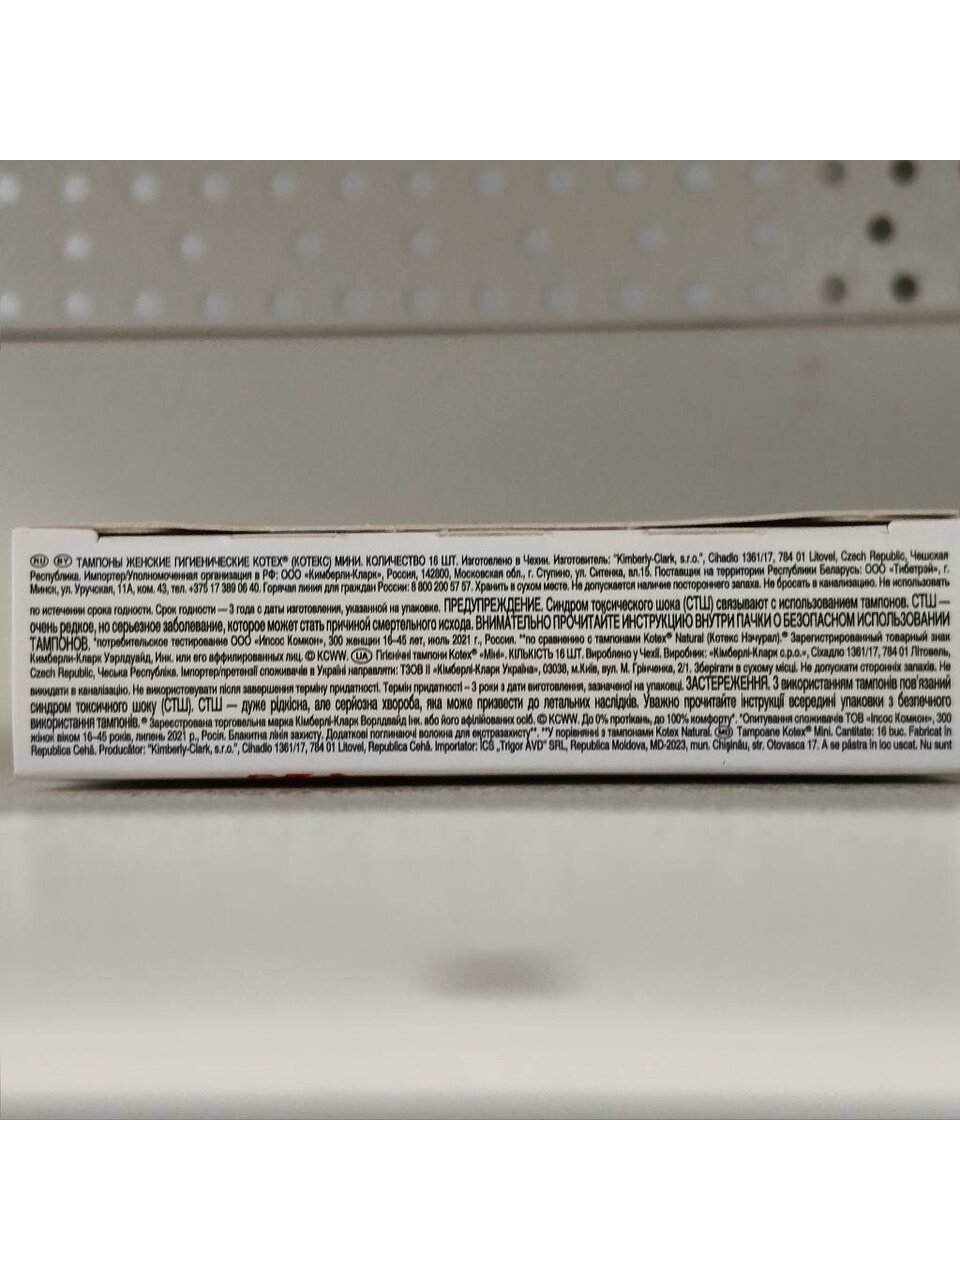 RU BY ТАМПОНЫ ЖЕНСКИЕ ГИГИЕНИЧЕСКИЕ KOTEX® (КОТЕКС) МИНИ. КОЛИЧЕСТВО 16 ШТ. Изготовлено в Чехии. Изготовитель: "Kimberly-Clark, s.r.o.", Cihadlo 1361/17, 784 01 Litovel, Czech Republic, Чешская
Республика. Импортер/Уполномоченная организация в РФ: ООО «Кимберли-Кларк», Россия, 142800, Московская обл., г. Ступино, ул. Ситенка, вл.15. Поставщик на территории Республики Беларусь: ООО «Тибетрэй», г.
Минск, ул. Уручская, 11А, ком. 43, тел. +375 17 389 06 40. Горячая линия для граждан России: 8 800 200 57 57. Хранить в сухом месте. Не допускается наличие постороннего запаха. Не бросать в канализацию. Не использовать
по истечении срока годности. Срок годности — 3 года с даты изготовления, указанной на упаковке. ПРЕДУПРЕЖДЕНИЕ. Синдром токсического шока (СТШ) связывают с использованием тампонов. СТШ —
очень редкое, но серьезное заболевание, которое может стать причиной смертельного исхода. ВНИМАТЕЛЬНО ПРОЧИТАЙТЕ ИНСТРУКЦИЮ ВНУТРИ ПАЧКИ О БЕЗОПАСНОМ ИСПОЛЬЗОВАНИИ
ТАМПОНОВ. *потребительское тестирование ООО «Ипсос Комкон», 300 женщин 16-45 лет, июль 2021 г., Россия. **по сравнению с тампонами Kotex® Natural (Котекс Нэчурал).® Зарегистрированный товарный знак
Кимберли-Кларк Уэрлдуайд, Инк. или его аффилированных лиц. © KCWW. UA Гігієнічні тампони Kotex® «Міні». КІЛЬКІСТЬ 16 ШТ. Вироблено у Чехії. Виробник: «Кімберлі-Кларк с.р.о.», Сіхадло 1361/17, 784 01 Літовель,
Czech Republic, Чеська Республіка. Імпортер/претензії споживачів в Україні направляти: ТЗОВ ІІ «Кімберлі-Кларк Україна», 03038, м.Київ, вул. М. Грінченка, 2/1. Зберігати в сухому місці. Не допускати сторонніх запахів. Не
викидати в каналізацію. Не використовувати після завершення терміну придатності. Термін придатності – 3 роки з дати виготовлення, зазначеної на упаковці. ЗАСТЕРЕЖЕННЯ. З використанням тампонів пов'язаний
синдром токсичного шоку (СТШ). СТШ — дуже рідкісна, але серйозна хвороба, яка може призвести до летальних наслідків. Уважно прочитайте інструкції всередині упаковки з безпечного
використання тампонів. ® Зареєстрована торговельна марка Кімберлі-Кларк Ворлдвайд Інк. або його афілійованих осіб. © KCWW. До 0% протікань, до 100% комфорту*. *Опитування споживачів ТОВ «Іпсос Комкон», 300
жінок віком 16-45 років, липень 2021 р., Росія. Блакитна лінія захисту. Додаткові поглинаючі волокна для екстразахисту**. **У порівнянні з тампонами Kotex Natural. MD Tampoane Kotex® Mini. Cantitate: 16 buc. Fabricat în
Republica Cehă. Producător: "Kimberly-Clark, s.r.o.", Cihadlo 1361/17, 784 01 Litovel, Republica Cehă. Importator: ICS „Trigor AVD" SRL, Republica Moldova, MD-2023, mun. Chişinău, str. Otovasca 17. A se păstra în loc uscat. Nu sunt